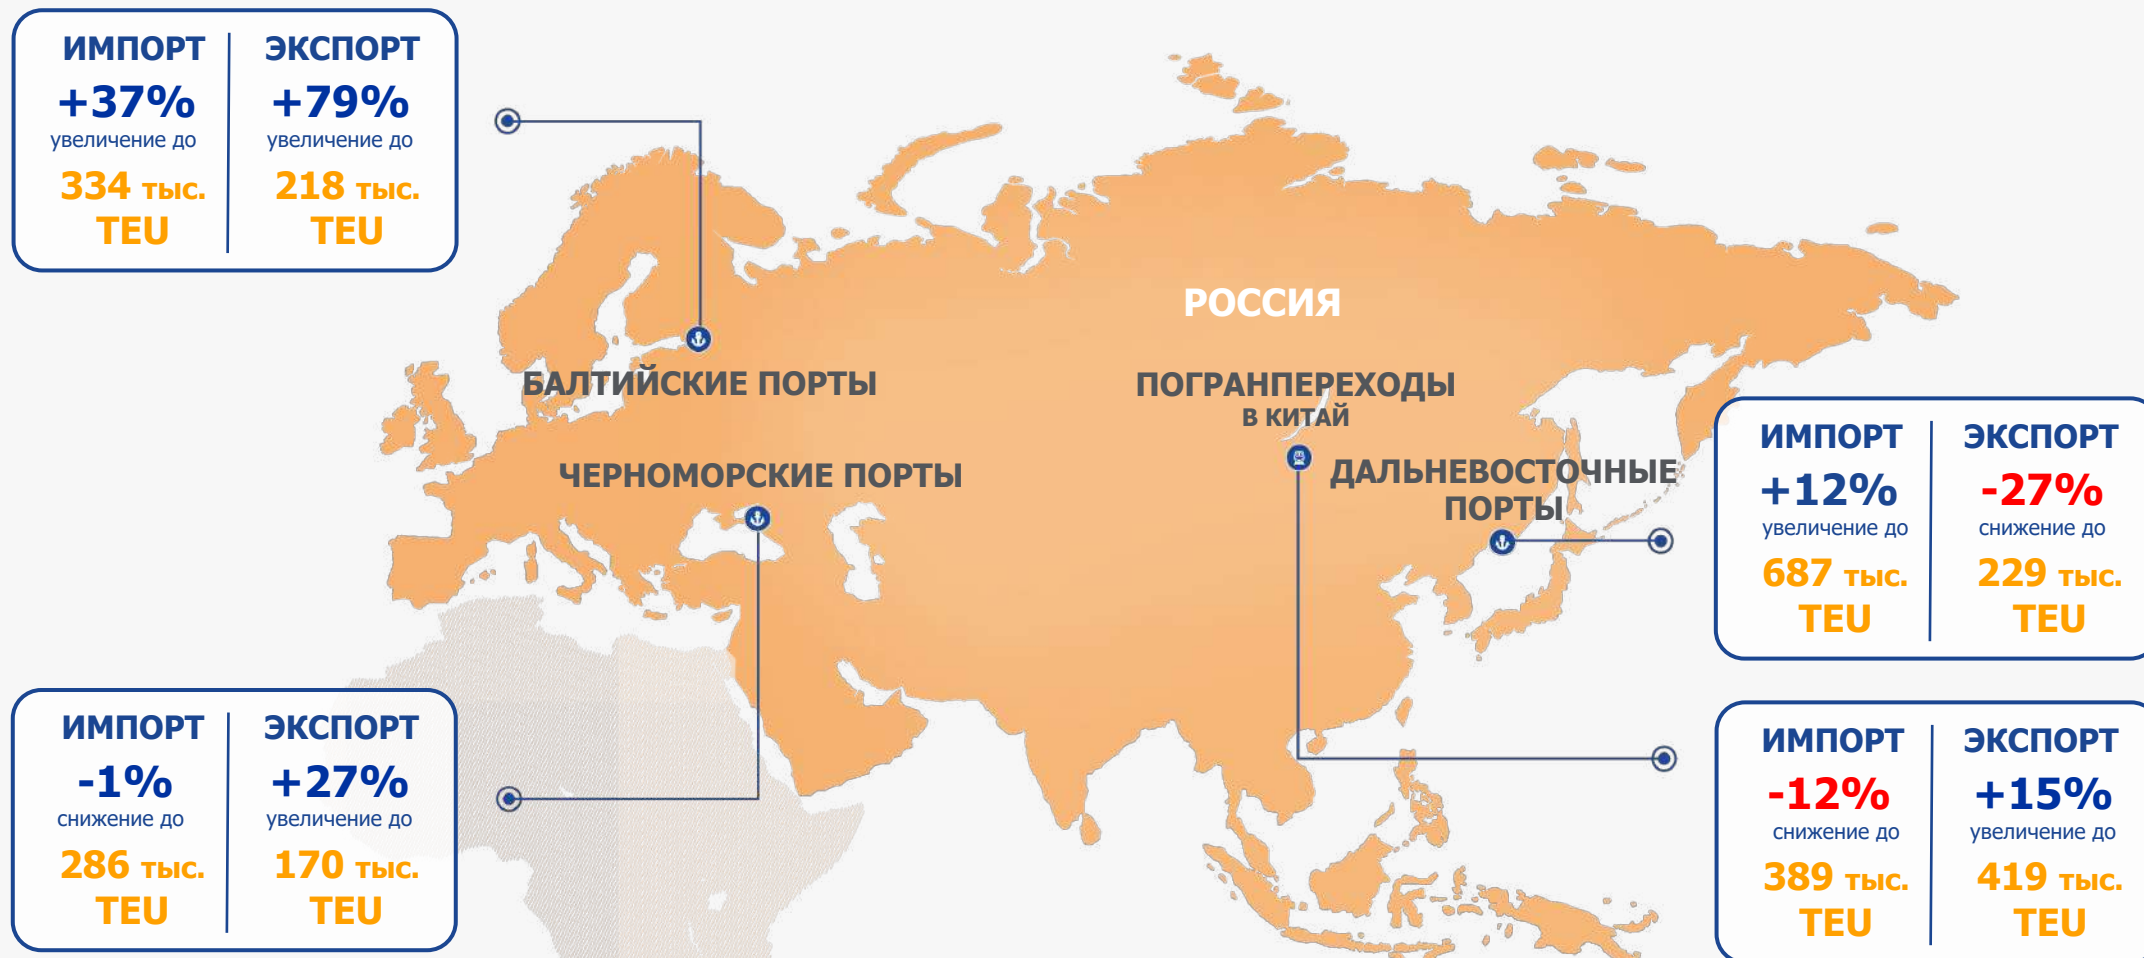 ИМПОРТ
+37%
увеличение до
334 тыс.
TEU
ЭКСПОРТ
+79%
увеличение до
218 тыс.
TEU
РОССИЯ
БАЛТИЙСКИЕ ПОРТЫ
ПОГРАНПЕРЕХОДЫ
В КИТАЙ
ЧЕРНОМОРСКИЕ ПОРТЫ
ДАЛЬНЕВОСТОЧНЫЕ
ПОРТЫ
ИМПОРТ
+12%
увеличение до
687 тыс.
TEU
ЭКСПОРТ
-27%
снижение до
229 тыс.
TEU
ИМПОРТ
-1%
снижение до
286 тыс.
TEU
ЭКСПОРТ
+27%
увеличение до
170 тыс.
TEU
ИМПОРТ
-12%
снижение до
389 тыс.
TEU
ЭКСПОРТ
+15%
увеличение до
419 тыс.
TEU